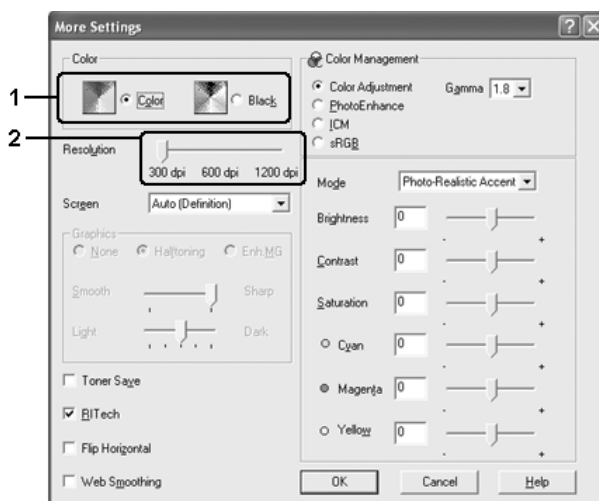 More Settings
Color
1
Color
Black
2
Resolution
300 dpi 600 dpi 1200 dpi
Screen
Auto (Definition)
Graphics
None Halftoning Enh.MG
Smooth Sharp
Light Dark
Toner Save
RITech
Flip Horizontal
Web Smoothing
Color Management
Color Adjustment
Gamma 1.8
PhotoEnhance
ICM
sRGB
Mode Photo-Realistic Accent
Brightness 0
- +
Contrast 0
- +
Saturation 0
- +
Cyan 0
- +
Magenta 0
- +
Yellow 0
- +
OK Cancel Help